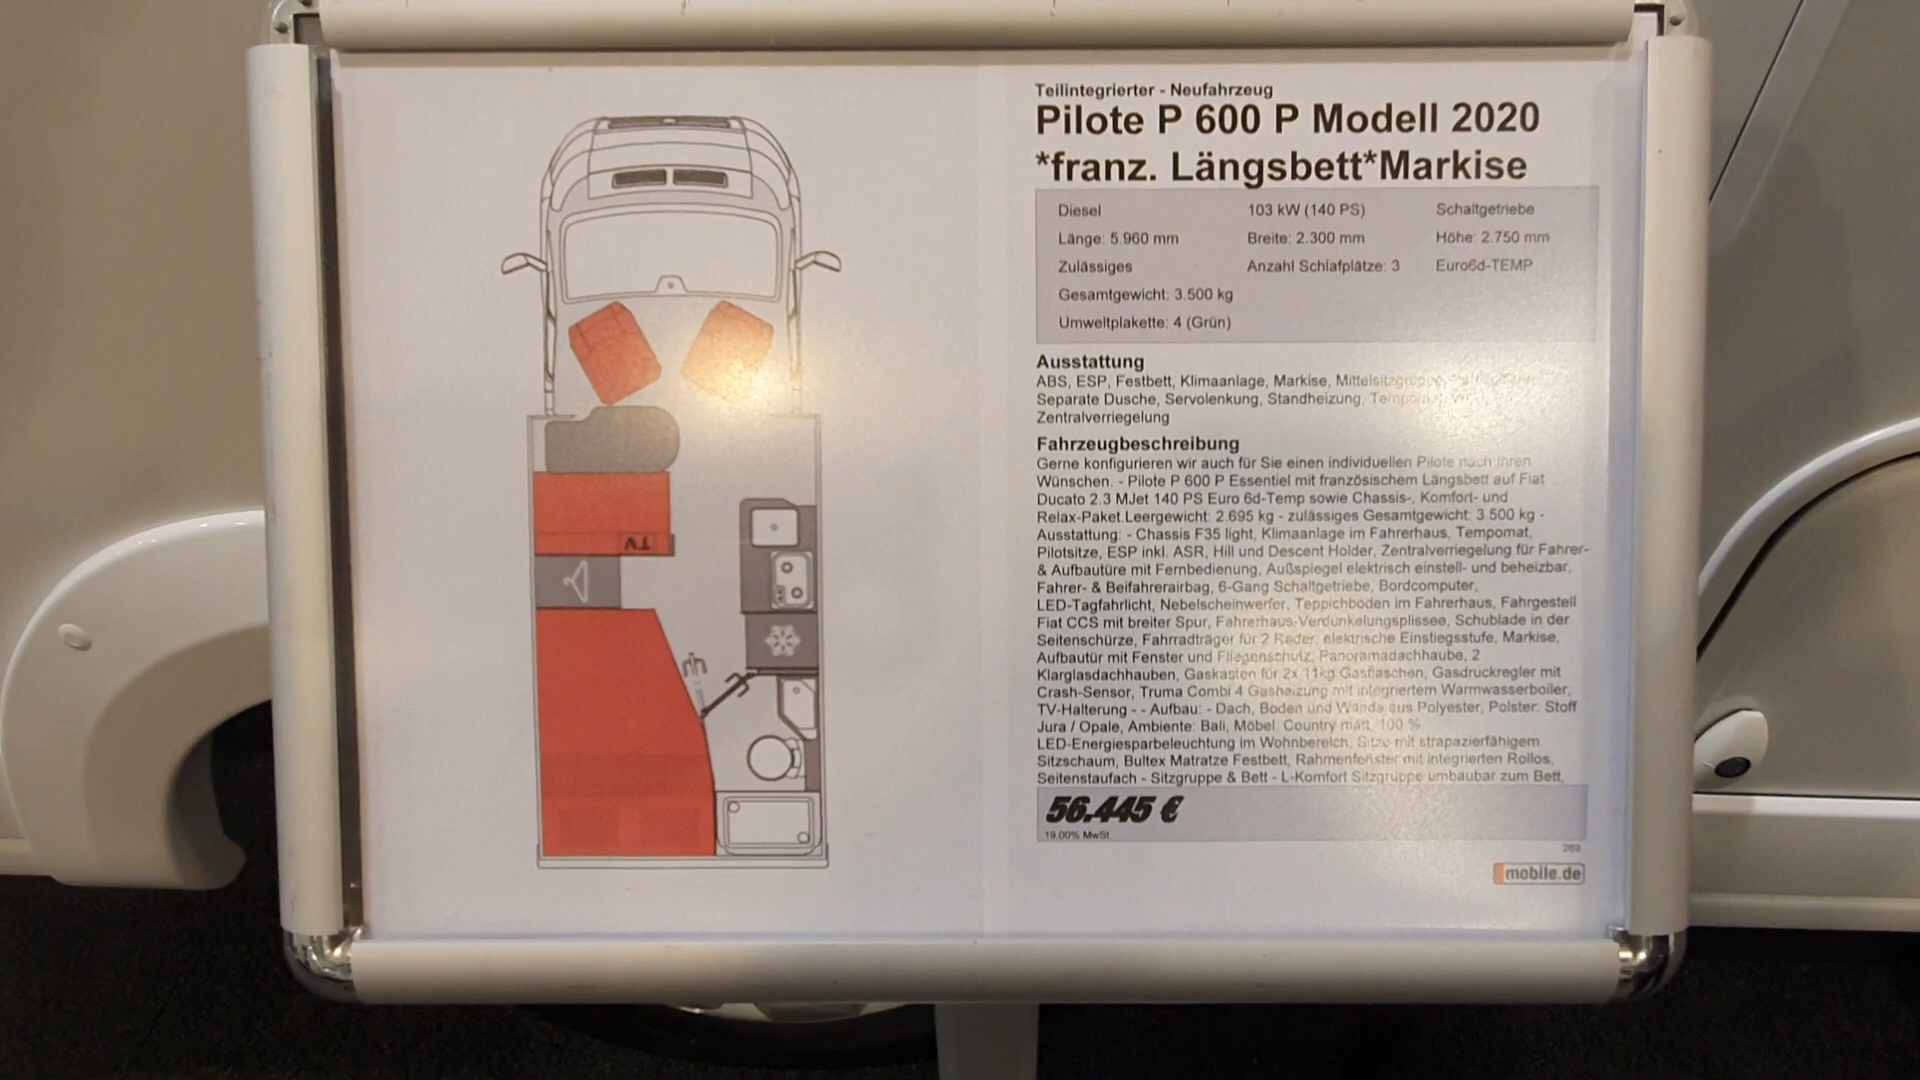 TV
Teilintegrierter - Neufahrzeug
Pilote P 600 P Modell 2020
*franz. Längsbett*Markise
Diesel 103 kW (140 PS) Schaltgetriebe
Länge: 5.960 mm Breite: 2.300 mm Höhe: 2.750 mm
Zulässiges Anzahl Schlafplätze: 3 Euro6d-TEMP
Gesamtgewicht: 3.500 kg
Umweltplakette: 4 (Grün)
Ausstattung
ABS, ESP, Festbett, Klimaanlage, Markise, Mittelsitzgruppe,
Separate Dusche, Servolenkung, Standheizung,
Zentralverriegelung
Fahrzeugbeschreibung
Gerne konfigurieren wir auch für Sie einen individuellen Pilote nach Ihren
Wünschen. - Pilote P 600 P Essentiel mit französischem Längsbett auf Fiat
Ducato 2.3 MJet 140 PS Euro 6d-Temp sowie Chassis-, Komfort- und
Relax-Paket.Leergewicht: 2.695 kg - zulässiges Gesamtgewicht: 3.500 kg -
Ausstattung: - Chassis F35 light, Klimaanlage im Fahrerhaus, Tempomat,
Pilotsitze, ESP inkl. ASR, Hill und Descent Holder, Zentralverriegelung für Fahrer-
& Aufbautüre mit Fernbedienung, Außspiegel elektrisch einstell- und beheizbar,
Fahrer- & Beifahrerairbag, 6-Gang Schaltgetriebe, Bordcomputer,
LED-Tagfahrlicht, Nebelscheinwerfer, Teppichboden im Fahrerhaus, Fahrgestell
Fiat CCS mit breiter Spur, Fahrerhaus-Verdunkelungsplissee, Schublade in der
Seitenschürze, Fahrradträger für 2 Räder, elektrische Einstiegsstufe, Markise,
Aufbautür mit Fenster und Fliegenschutz, Panoramadachhaube, 2
Klarglasdachhauben, Gaskasten für 2x 11kg Gasflaschen, Gasdruckregler mit
Crash-Sensor, Truma Combi 4 Gasheizung mit integriertem Warmwasserboiler,
TV-Halterung - - Aufbau: - Dach, Boden und Wände aus Polyester, Polster: Stoff
Jura / Opale, Ambiente: Bali, Möbel: Country matt, 100 %
LED-Energiesparbeleuchtung im Wohnbereich, Sitze mit strapazierfähigem
Sitzschaum, Bultex Matratze Festbett, Rahmenfenster mit integrierten Rollos,
Seitenstaufach - Sitzgruppe & Bett - L-Komfort Sitzgruppe umbaubar zum Bett,
56.445 €
19.00% MwSt
269
mobile.de